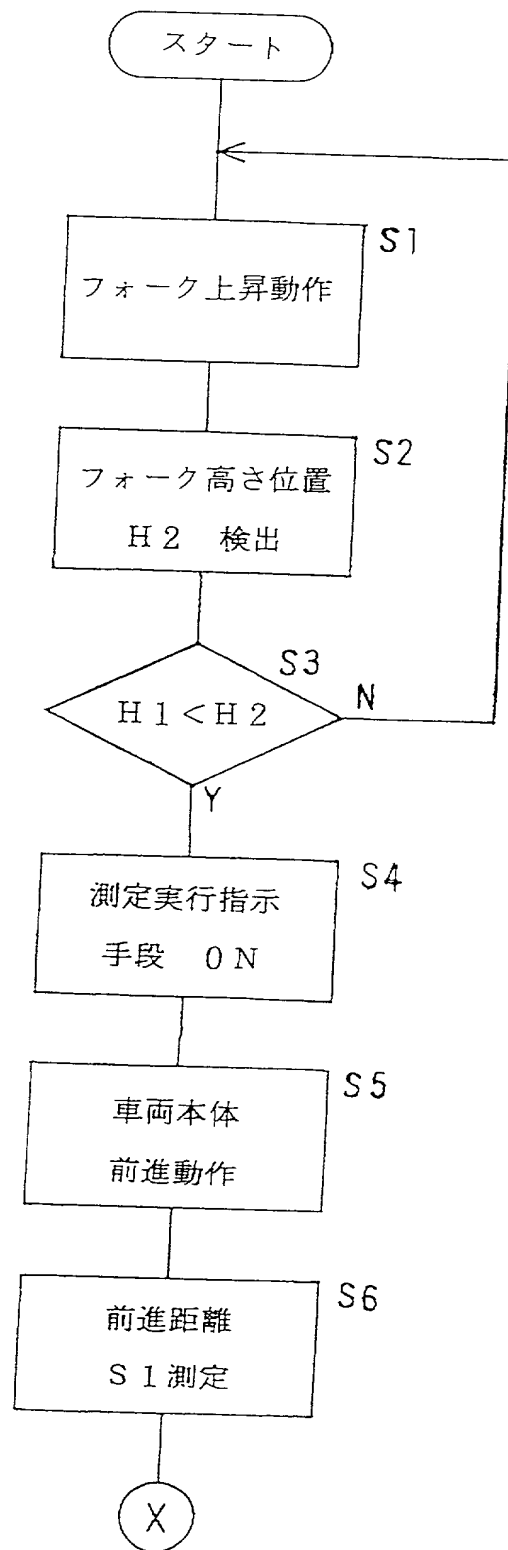 スタート
S1
フォーク上昇動作
S2
フォーク高さ位置
H2 検出
S3
H1<H2
N
Y
S4
測定実行指示
手段 ON
S5
車両本体
前進動作
S6
前進距離
S1測定
X